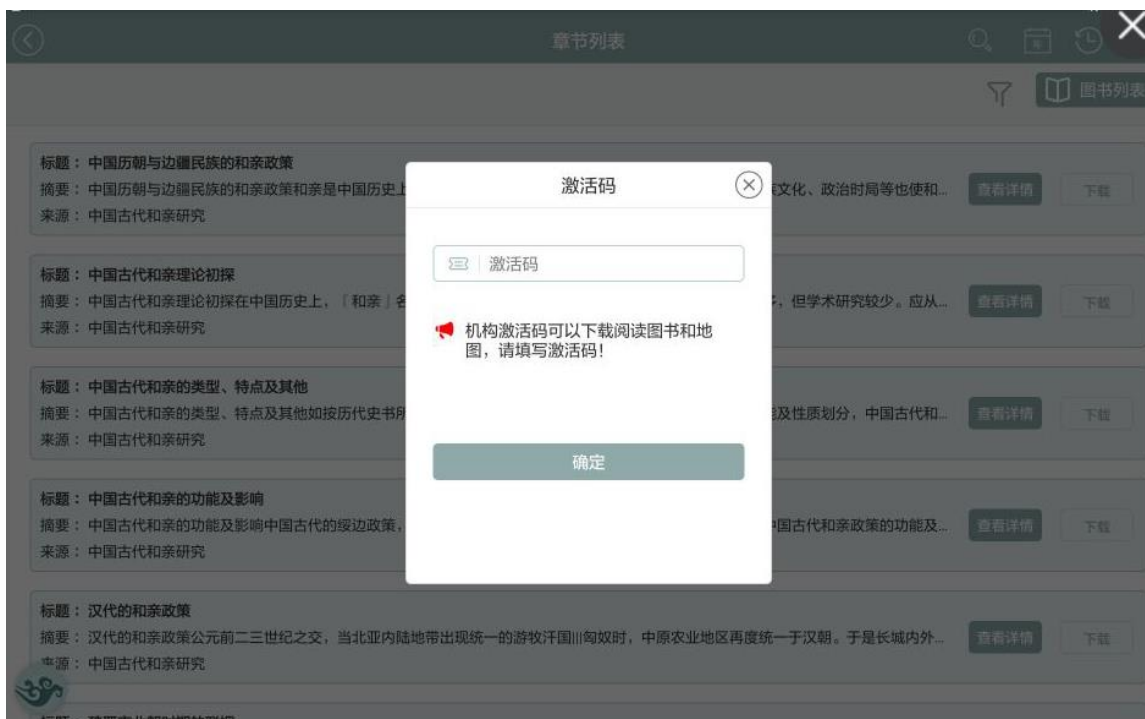 章节列表
图书列表
标题：中国历朝与边疆民族的和亲政策
摘要：中国历朝与边疆民族的和亲政策和亲是中国历史上
文化、政治时局等也使和...
查看详情
下载
来源：中国古代和亲研究
标题：中国古代和亲理论初探
摘要：中国古代和亲理论初探在中国历史上，「和亲」
，但学术研究较少。应从...
查看详情
下载
来源：中国古代和亲研究
标题：中国古代和亲的类型、特点及其他
摘要：中国古代和亲的类型、特点及其他如按历代史书所
及性质划分，中国古代和...
查看详情
下载
来源：中国古代和亲研究
标题：中国古代和亲的功能及影响
摘要：中国古代和亲的功能及影响中国古代的绥边政策，
国古代和亲政策的功能及...
查看详情
下载
来源：中国古代和亲研究
标题：汉代的和亲政策
摘要：汉代的和亲政策公元前二三世纪之交，当北亚内陆地带出现统一的游牧汗国|||匈奴时，中原农业地区再度统一于汉朝。于是长城内外...
查看详情
下载
来源：中国古代和亲研究
激活码
激活码
机构激活码可以下载阅读图书和地
图，请填写激活码！
确定